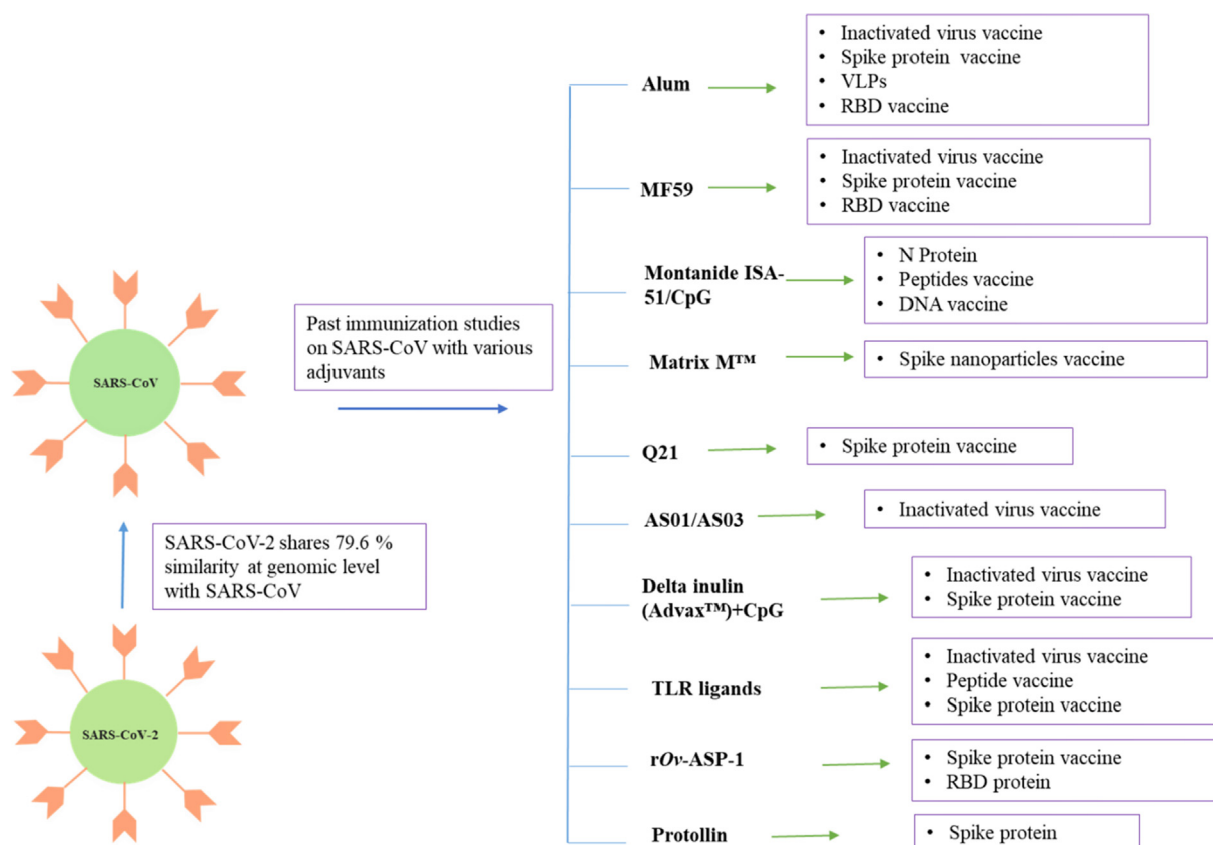 Alum
• Inactivated virus vaccine
• Spike protein vaccine
• VLPs
• RBD vaccine
MF59
• Inactivated virus vaccine
• Spike protein vaccine
• RBD vaccine
Montanide ISA-
51/CpG
• N Protein
• Peptides vaccine
• DNA vaccine
Matrix M™
• Spike nanoparticles vaccine
Q21
• Spike protein vaccine
AS01/AS03
• Inactivated virus vaccine
Delta inulin
(Advax™)+CpG
• Inactivated virus vaccine
• Spike protein vaccine
TLR ligands
• Inactivated virus vaccine
• Peptide vaccine
• Spike protein vaccine
rOv-ASP-1
• Spike protein vaccine
• RBD protein
Protollin
• Spike protein
Past immunization studies
on SARS-CoV with various
adjuvants
SARS-CoV
SARS-CoV-2 shares 79.6 %
similarity at genomic level
with SARS-CoV
SARS-CoV-2